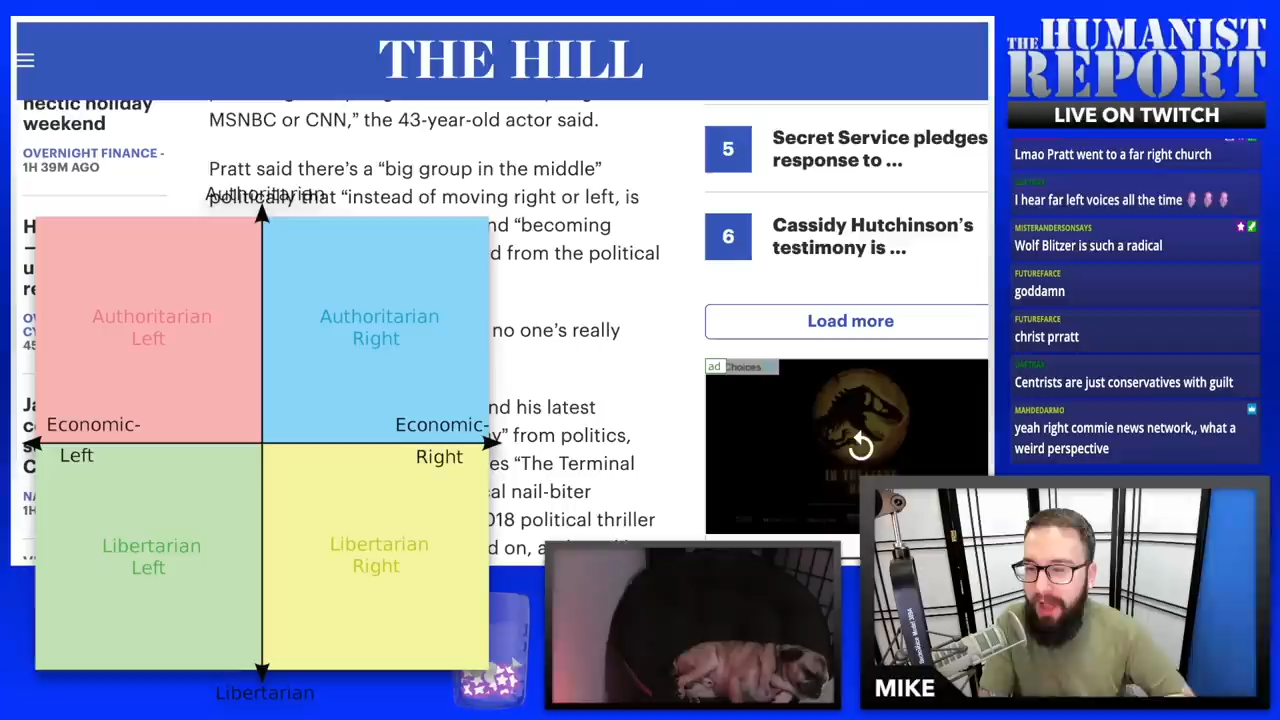 THE HILL
hectic holiday
weekend
OVERNIGHT FINANCE -
1H 39M AGO
MSNBC or CNN,” the 43-year-old actor said.
Pratt said there’s a “big group in the middle”
politically that “instead of moving right or left, is
nd “becoming
d from the political
no one’s really
nd his latest
y” from politics,
es “The Terminal
al nail-biter
018 political thriller
d on, a
Authoritarian
Authoritarian
Left
Authoritarian
Right
Economic-
Left
Economic-
Right
Libertarian
Left
Libertarian
Right
Libertarian
5
Secret Service pledges
response to ...
6
Cassidy Hutchinson’s
testimony is ...
Load more
ad
Choices
IN THEATERS
THE HUMANIST
REPORT
LIVE ON TWITCH
Lmao Pratt went to a far right church
I hear far left voices all the time
MISTERANDERSONSAYS
Wolf Blitzer is such a radical
FUTUREFARCE
goddamn
FUTUREFARCE
christ prratt
Centrists are just conservatives with guilt
MAHDEDARMO
yeah right commie news network,, what a
weird perspective
MIKE